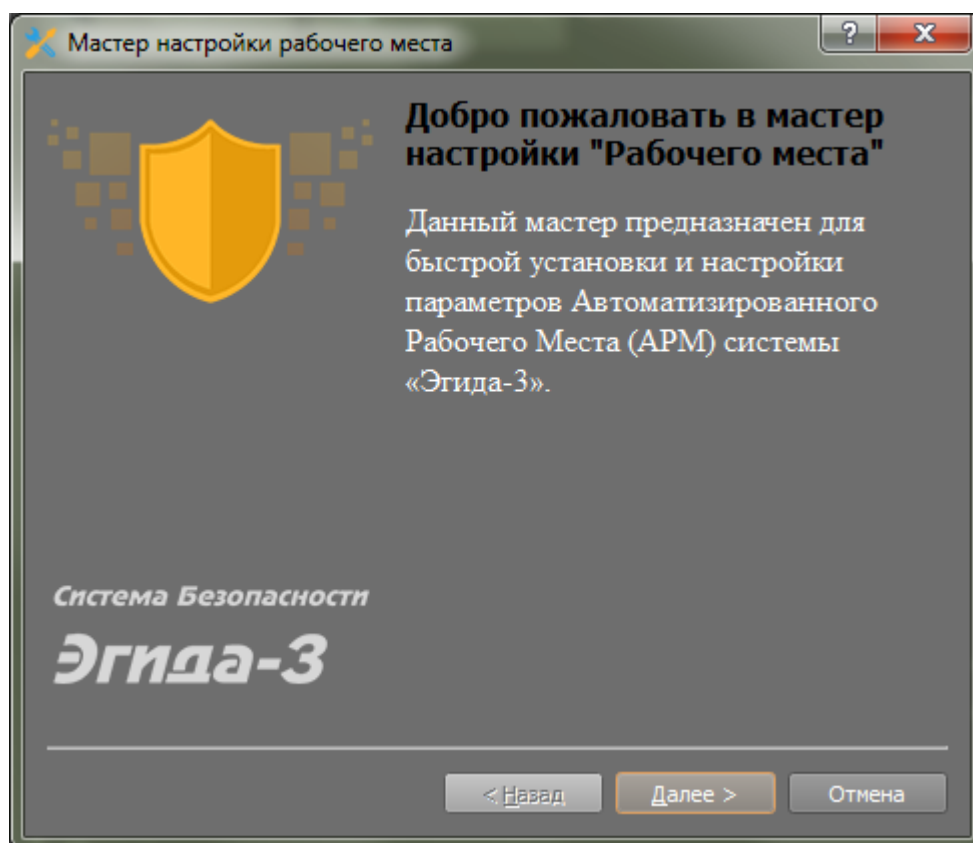 Мастер настройки рабочего места
?
X
Добро пожаловать в мастер
настройки "Рабочего места"
Данный мастер предназначен для
быстрой установки и настройки
параметров Автоматизированного
Рабочего Места (АРМ) системы
«Эгида-3».
Система Безопасности
Эгида-3
< Назад
Далее >
Отмена